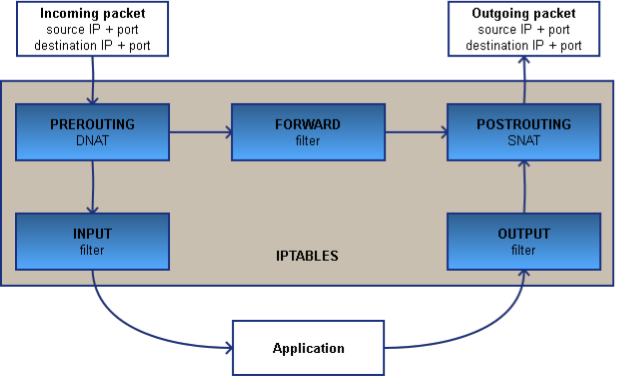 Incoming packet
source IP + port
destination IP + port
Outgoing packet
source IP + port
destination IP + port
PREROUTING
DNAT
FORWARD
filter
POSTROUTING
SNAT
INPUT
filter
OUTPUT
filter
IPTABLES
Application